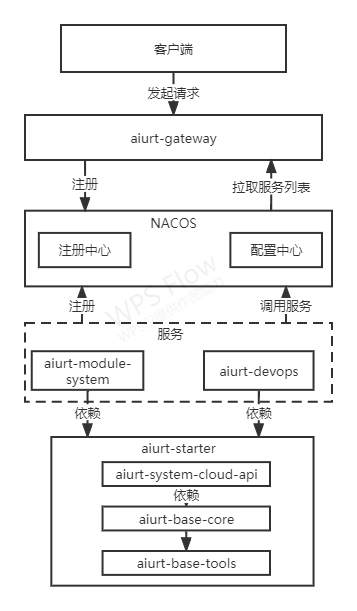 客户端
发起请求
aiurt-gateway
注册
拉取服务列表
NACOS
注册中心
配置中心
WPS Flow
注册
调用服务
服务
aiurt-module-
system
aiurt-devops
依赖
依赖
aiurt-starter
aiurt-system-cloud-api
依赖
aiurt-base-core
aiurt-base-tools